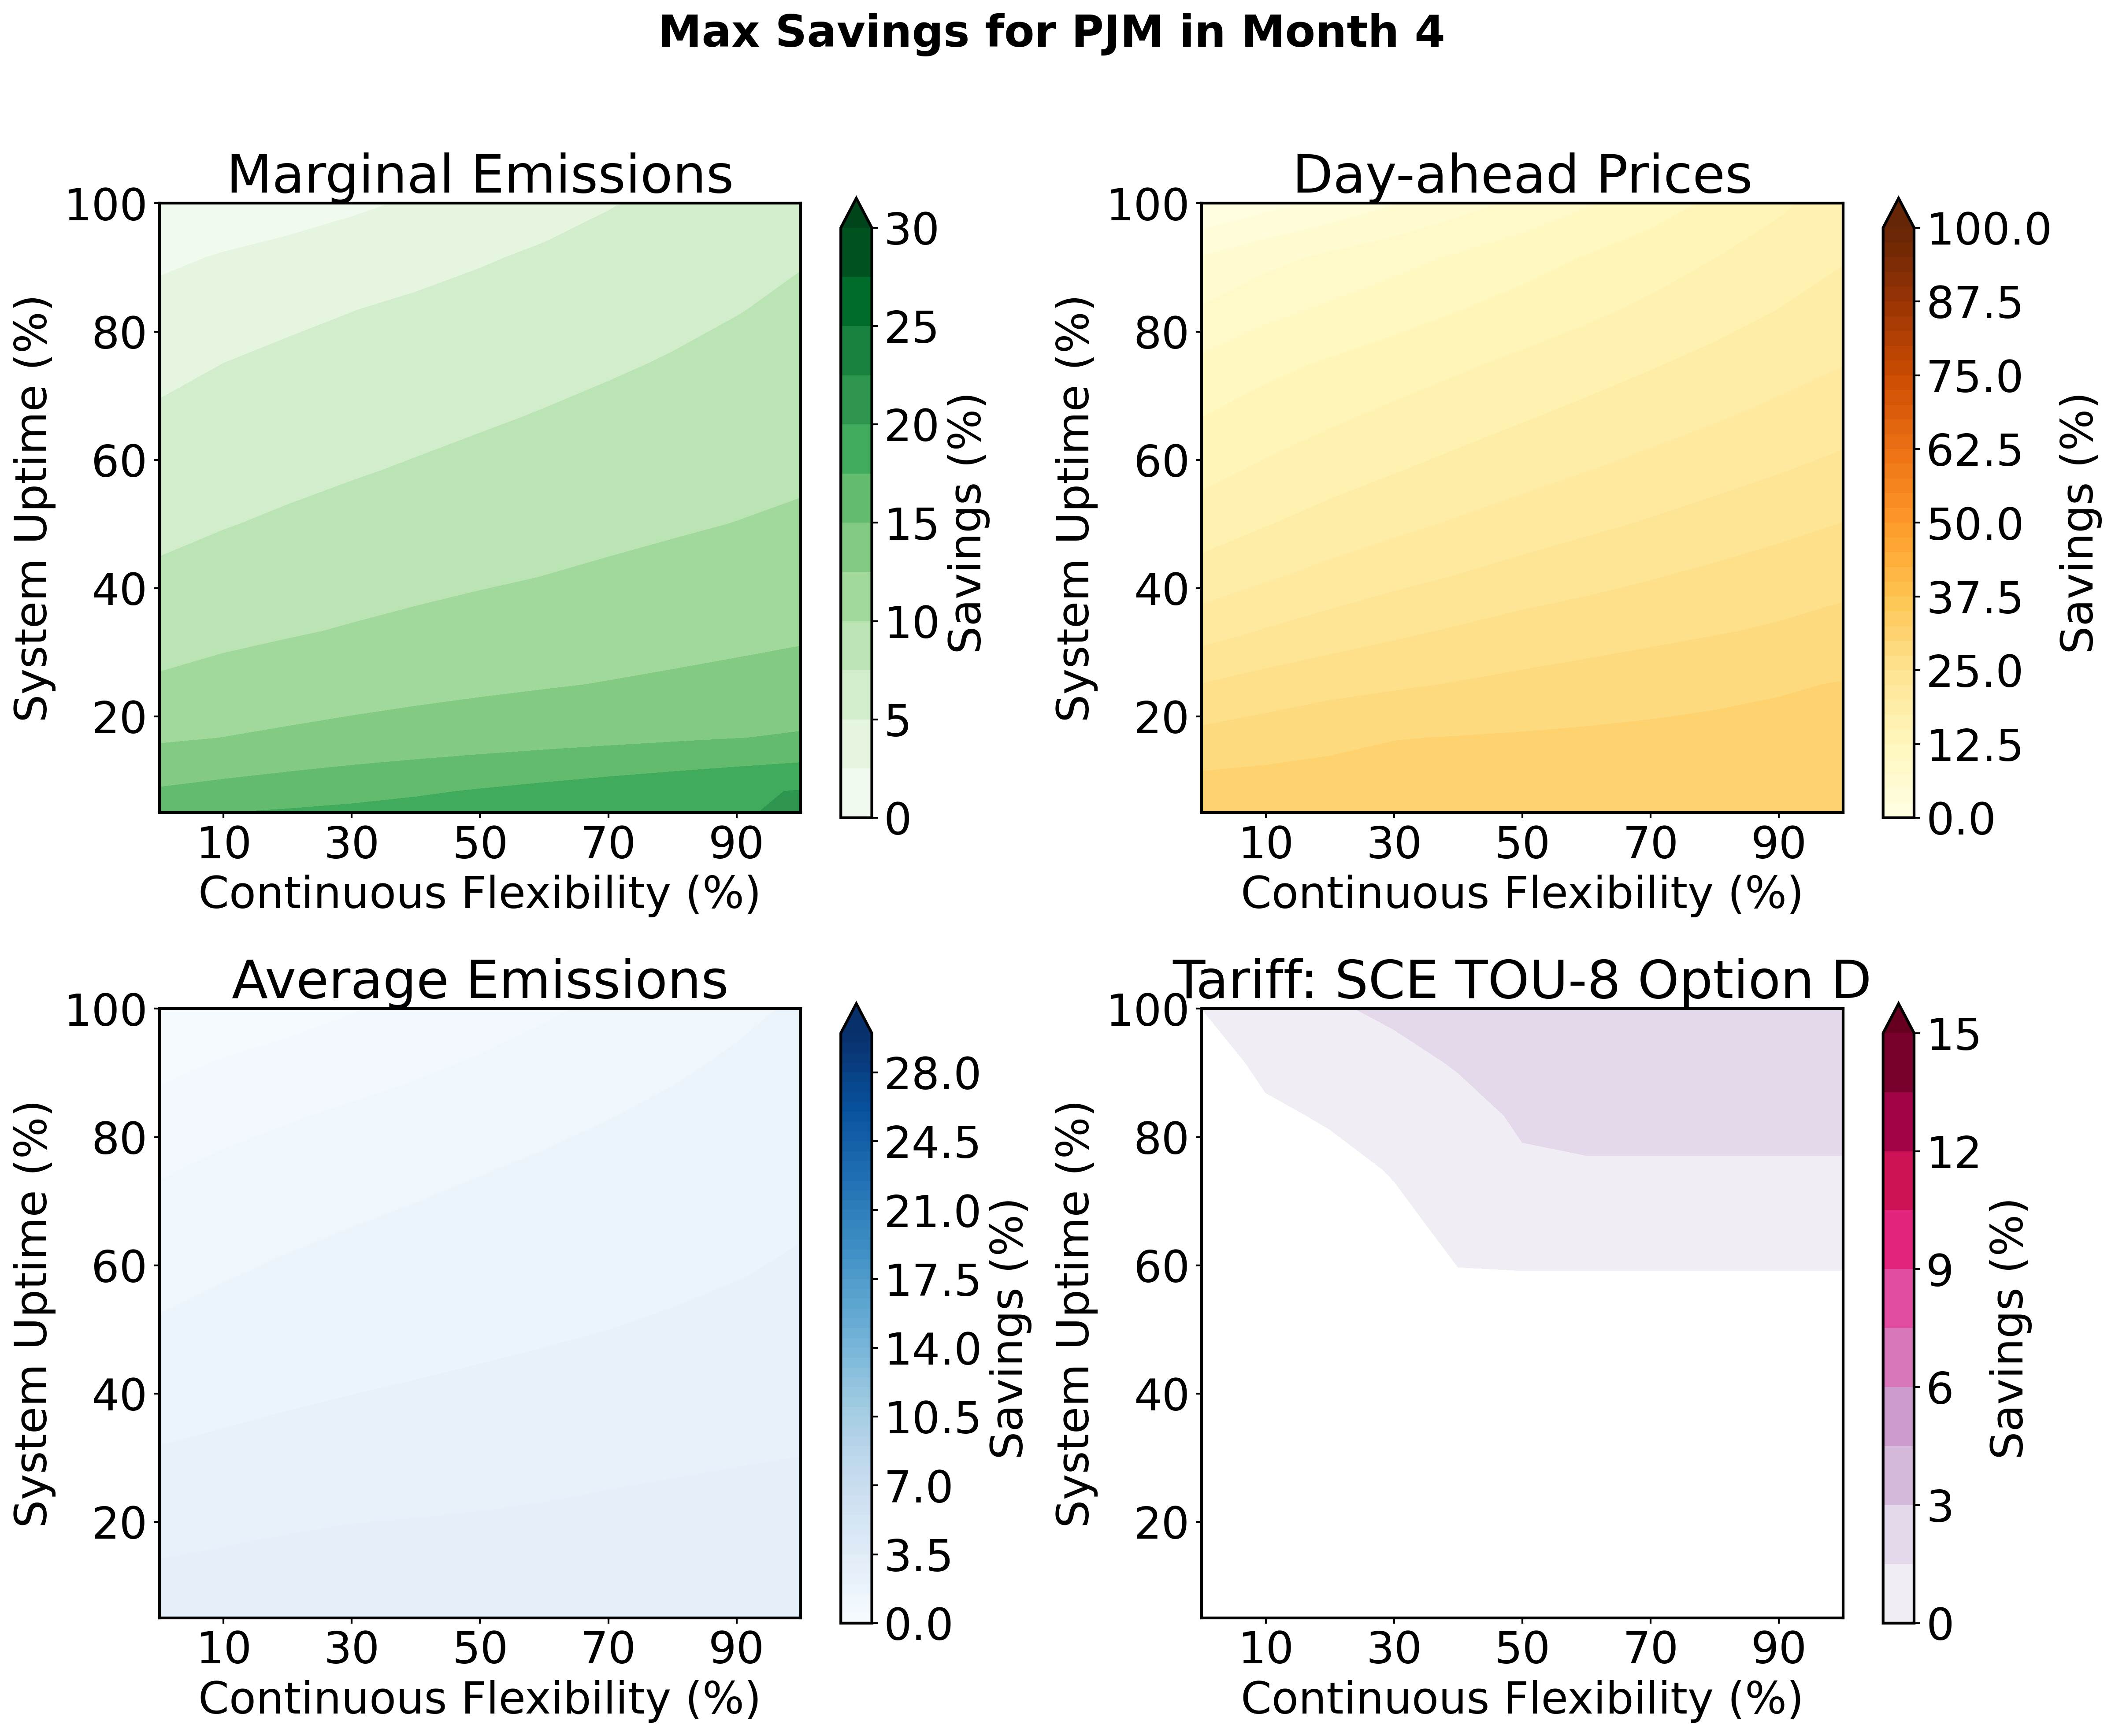 Max Savings for PJM in Month 4
Marginal Emissions
100
80
60
40
20
System Uptime (%)
10 30 50 70 90
Continuous Flexibility (%)
30
25
20
15
10
5
0
Savings (%)
Day-ahead Prices
100
80
60
40
20
System Uptime (%)
10 30 50 70 90
Continuous Flexibility (%)
100.0
87.5
75.0
62.5
50.0
37.5
25.0
12.5
0.0
Savings (%)
Average Emissions
100
80
60
40
20
System Uptime (%)
10 30 50 70 90
Continuous Flexibility (%)
28.0
24.5
21.0
17.5
14.0
10.5
7.0
3.5
0.0
Savings (%)
Tariff: SCE TOU-8 Option D
100
80
60
40
20
System Uptime (%)
10 30 50 70 90
Continuous Flexibility (%)
15
12
9
6
3
0
Savings (%)